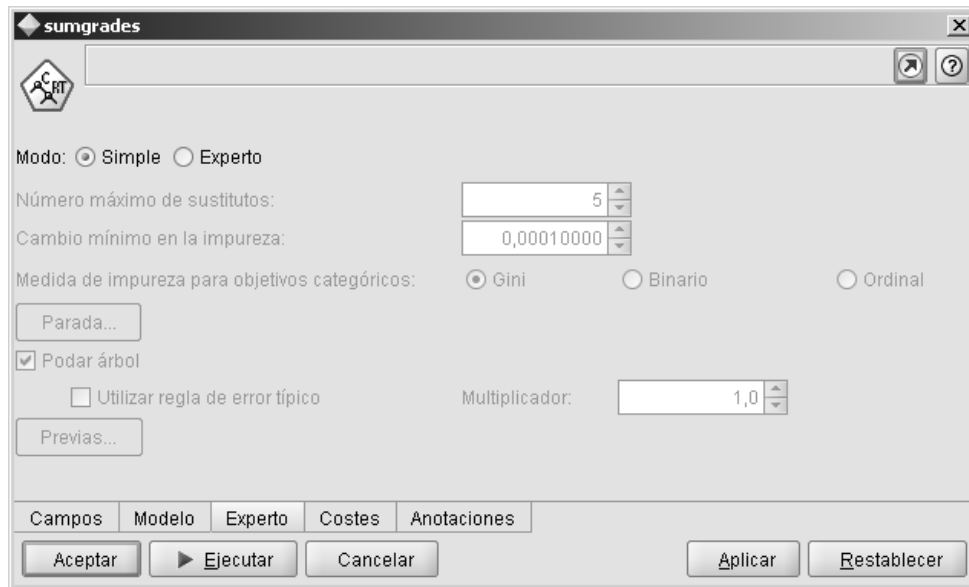 sumgrades
C RT
Modo: Simple Experto
Número máximo de sustitutos: 5
Cambio mínimo en la impureza: 0,00010000
Medida de impureza para objetivos categóricos: Gini Binario Ordinal
Parada...
Podar árbol
Utilizar regla de error típico Multiplicador: 1,0
Previas...
Campos Modelo Experto Costes Anotaciones
Aceptar Ejecutar Cancelar Aplicar Restablecer